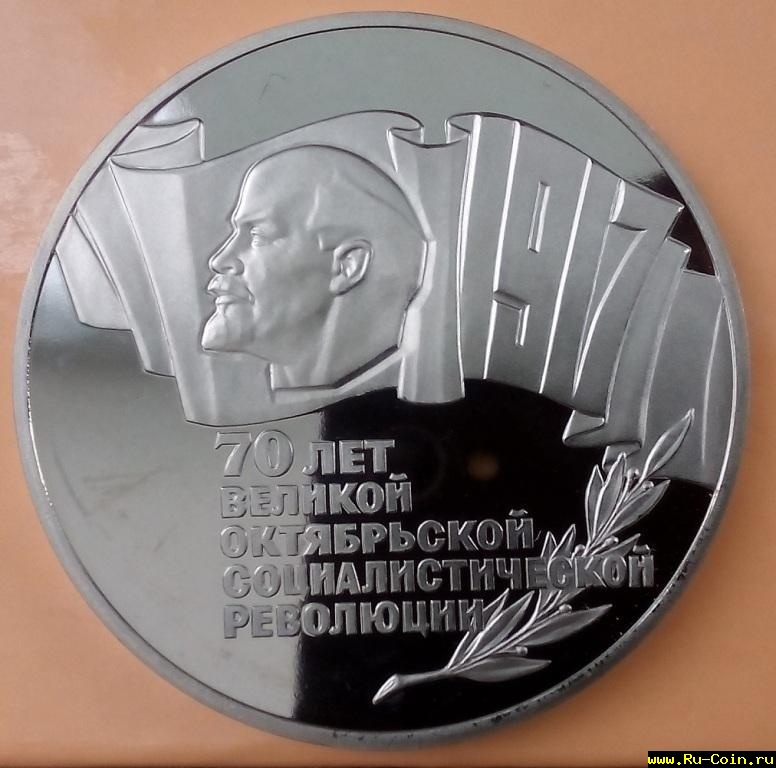 1917
70 ЛЕТ
ВЕЛИКОЙ
ОКТЯБРЬСКОЙ
СОЦИАЛИСТИЧЕСКОЙ
РЕВОЛЮЦИИ
www.Ru-Coin.ru